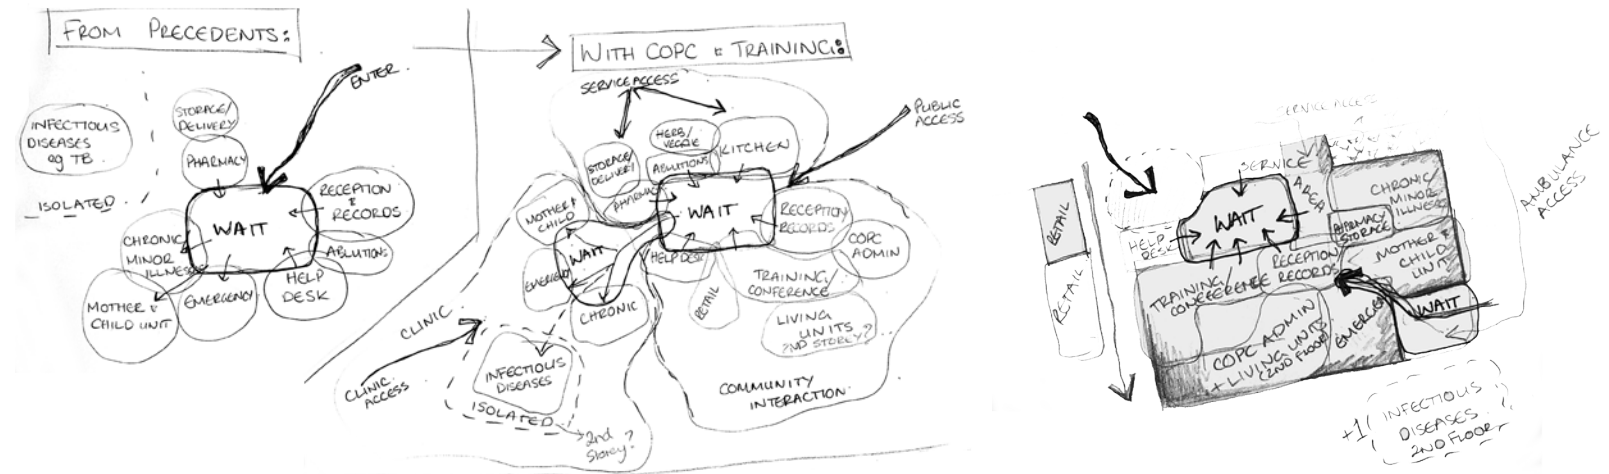 FROM PRECEDENTS:
ENTER
INFECTIOUS
DISEASES
eg TB.
ISOLATED
STORAGE/
DELIVERY
PHARMACY
WAIT
RECEPTION
&
RECORDS
ABLUTIONS
HELP
DESK
EMERGENCY
CHRONIC
MINOR
ILLNESS
MOTHER &
CHILD UNIT
WITH COPC & TRAINING:
SERVICE ACCESS
PUBLIC
ACCESS
HERB/
VEGGIE
KITCHEN
STORAGE/
DELIVERY
ABLUTIONS
PHARMACY
WAIT
MOTHER &
CHILD
WAIT
EMERGENCY
CHRONIC
HELP DESK
RECEPTION
RECORDS
COPC
ADMIN
TRAINING/
CONFERENCE
RETAIL
LIVING
UNITS
2ND STOREY?
COMMUNITY
INTERACTION
CLINIC
CLINIC
ACCESS
INFECTIOUS
DISEASES
ISOLATED
2nd
Storey?
SERVICE ACCESS
AMBULANCE
ACCESS
RETAIL
RETAIL
SERVICE
AREA
WAIT
HELP
DESK
CHRONIC/
MINOR
ILLNESS
PHARMACY
STORAGE
MOTHER &
CHILD
UNIT
RECEPTION
RECORDS
TRAINING/
CONFERENCE
COPC ADMIN
+ LIVING UNITS
(2ND FLOOR)
EMERGENCY
WAIT
+1
INFECTIOUS
DISEASES
2ND FLOOR